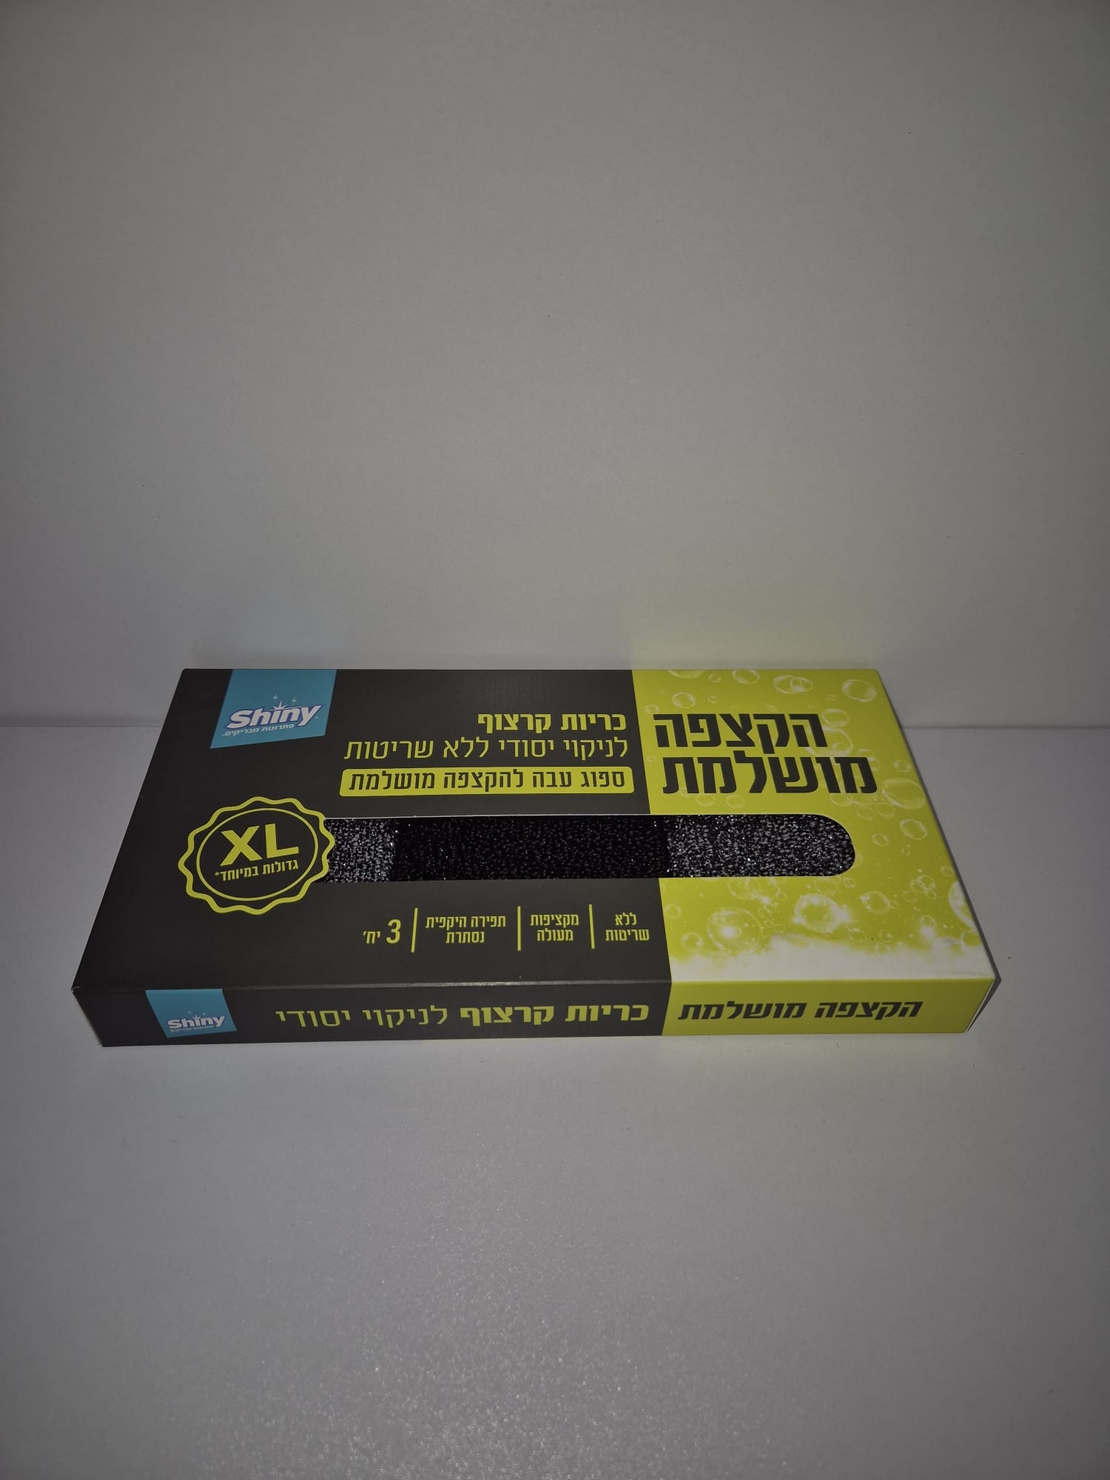 הקצפה
מושלמת
Shiny
פתרונות מבריקים.
כריות קרצוף
לניקוי יסודי ללא שריטות
ספוג עבה להקצפה מושלמת
XL
גדולות במיוחד*
ללא
שריטות
מקציפות
מעולה
תפירה היקפית
נסתרת
3 יח'
הקצפה מושלמת
כריות קרצוף לניקוי יסודי
Shiny